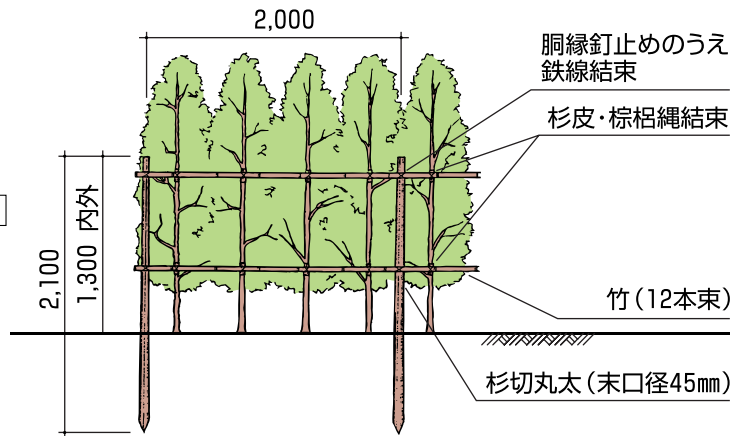 2,000
胴縁釘止めのうえ
鉄線結束
杉皮・棕梠縄結束
2,100
1,300 内外
竹(12本束)
杉切丸太(末口径45㎜)